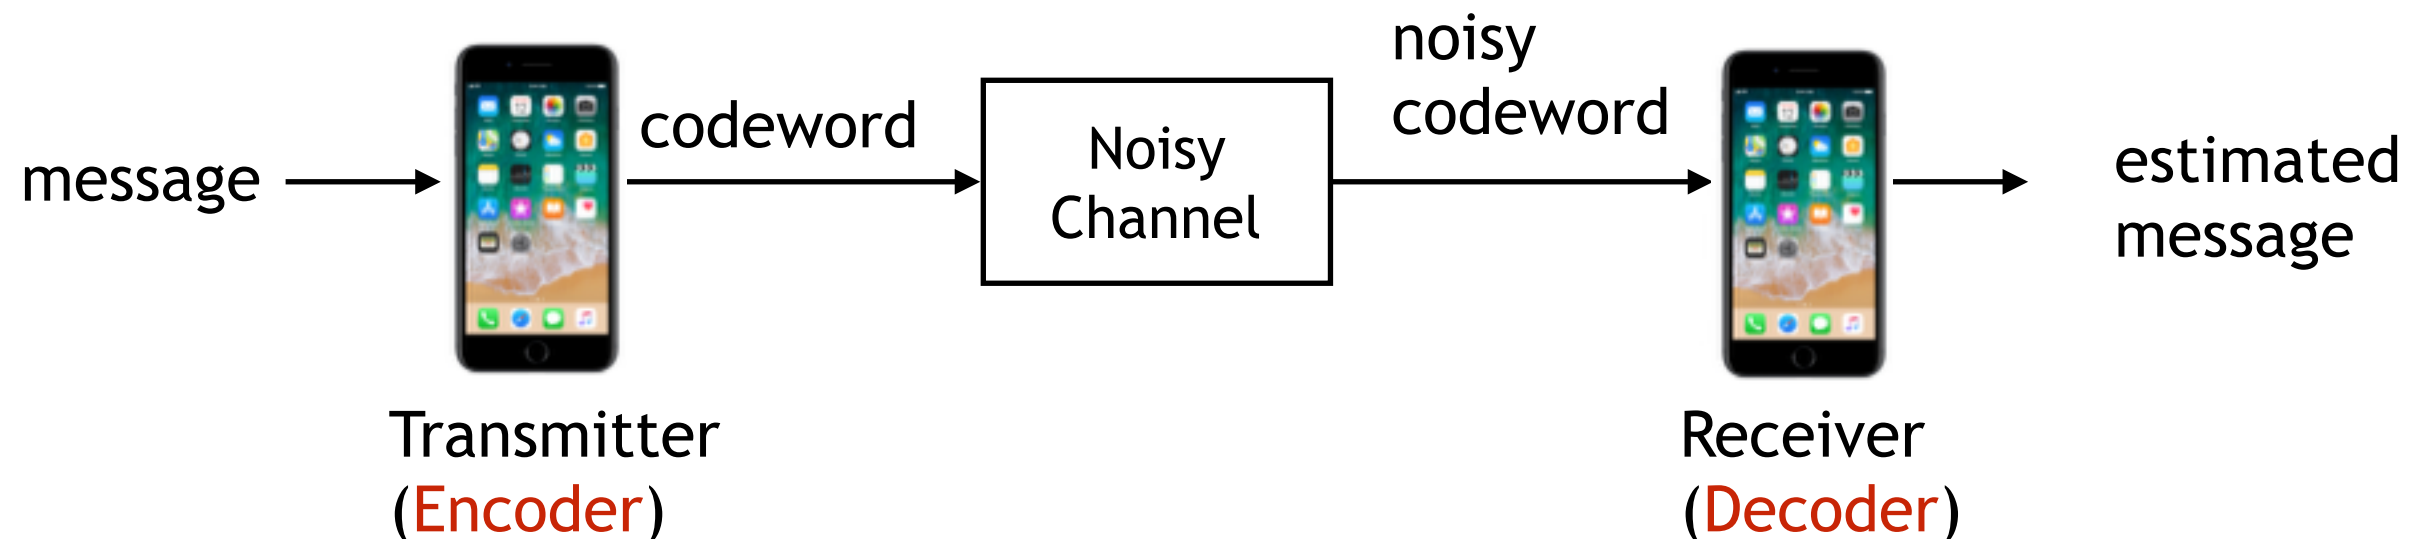 message
codeword
Noisy
Channel
noisy
codeword
estimated
message
Transmitter
(Encoder)
Receiver
(Decoder)